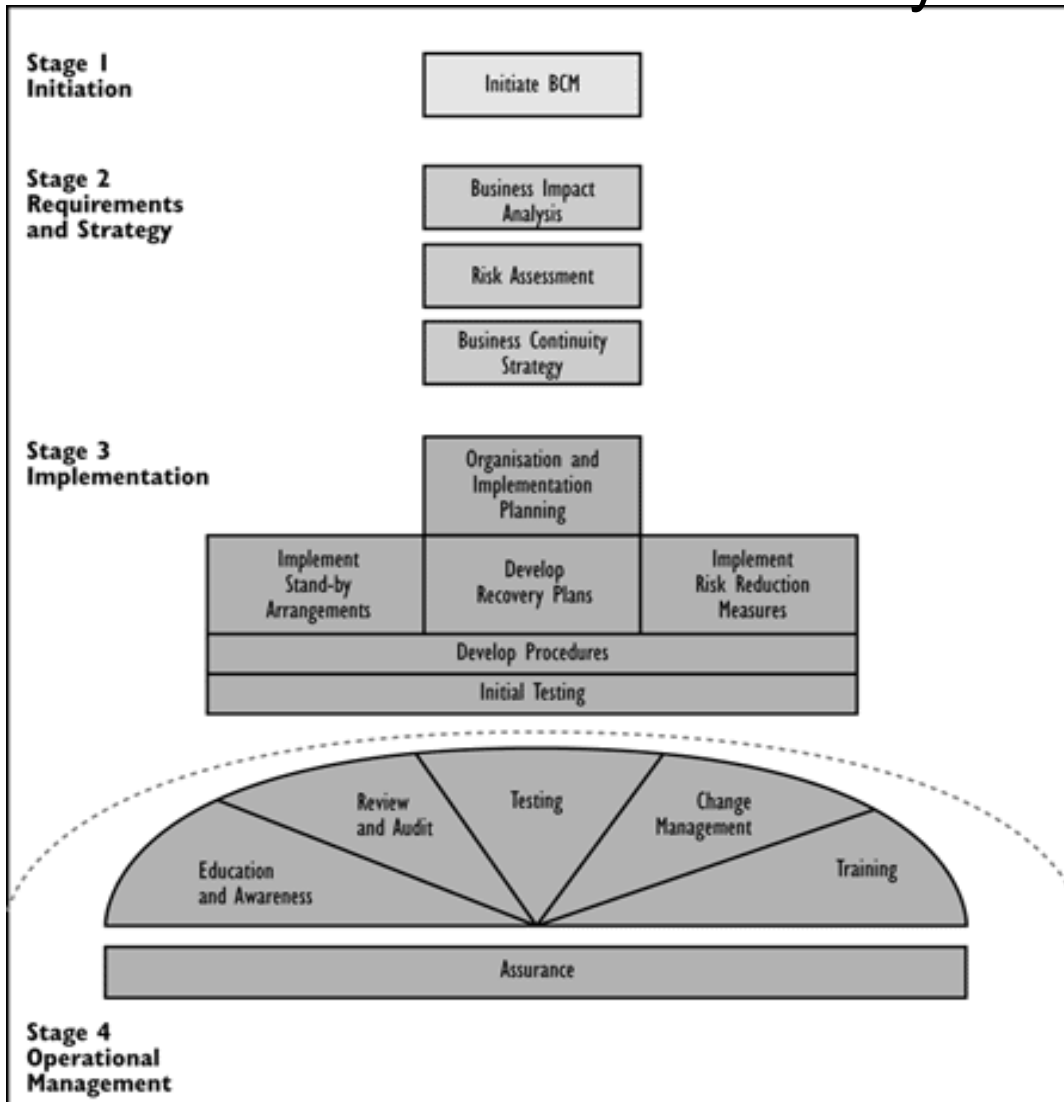 Stage 1
Initiation
Initiate BCM
Stage 2
Requirements
and Strategy
Business Impact
Analysis
Risk Assessment
Business Continuity
Strategy
Stage 3
Implementation
Organisation and
Implementation
Planning
Implement
Stand-by
Arrangements
Develop
Recovery Plans
Implement
Risk Reduction
Measures
Develop Procedures
Initial Testing
Education
and Awareness
Review
and Audit
Testing
Change
Management
Training
Assurance
Stage 4
Operational
Management